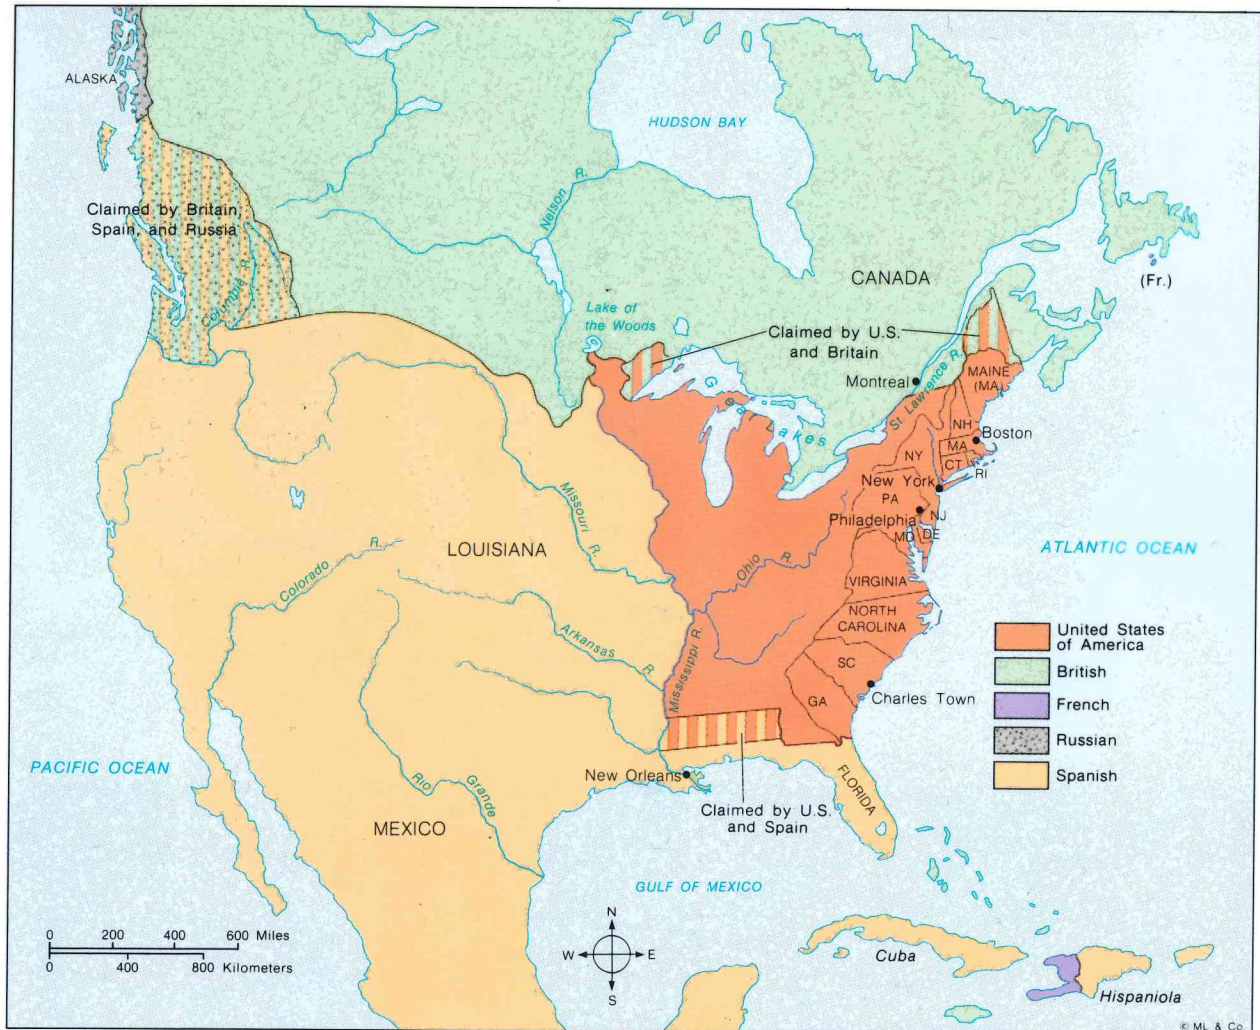 ALASKA
HUDSON BAY
Claimed by Britain,
Spain, and Russia
Nelson R.
Columbia R.
CANADA
(Fr.)
Lake of
the Woods
Claimed by U.S.
and Britain
Great Lakes
Montreal
St. Lawrence R.
MAINE
(MA)
NH
Boston
MA
NY
CT
RI
New York
PA
Philadelphia
NJ
MD
DE
Missouri R.
LOUISIANA
Ohio R.
ATLANTIC OCEAN
Colorado R.
VIRGINIA
NORTH
CAROLINA
Arkansas R.
Mississippi R.
SC
GA
Charles Town
United States
of America
British
French
Russian
Spanish
PACIFIC OCEAN
New Orleans
FLORIDA
Rio Grande
Claimed by U.S.
and Spain
MEXICO
GULF OF MEXICO
0 200 400 600 Miles
0 400 800 Kilometers
N
W E
S
Cuba
Hispaniola
© ML & Co.